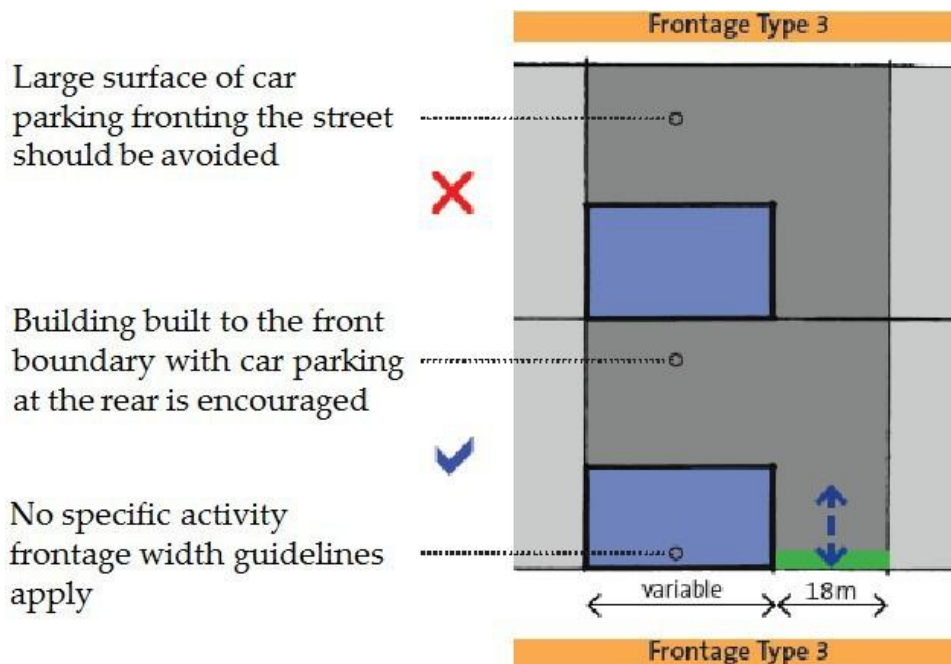 Frontage Type 3
Large surface of car
parking fronting the street
should be avoided
Building built to the front
boundary with car parking
at the rear is encouraged
No specific activity
frontage width guidelines
apply
variable
18m
Frontage Type 3